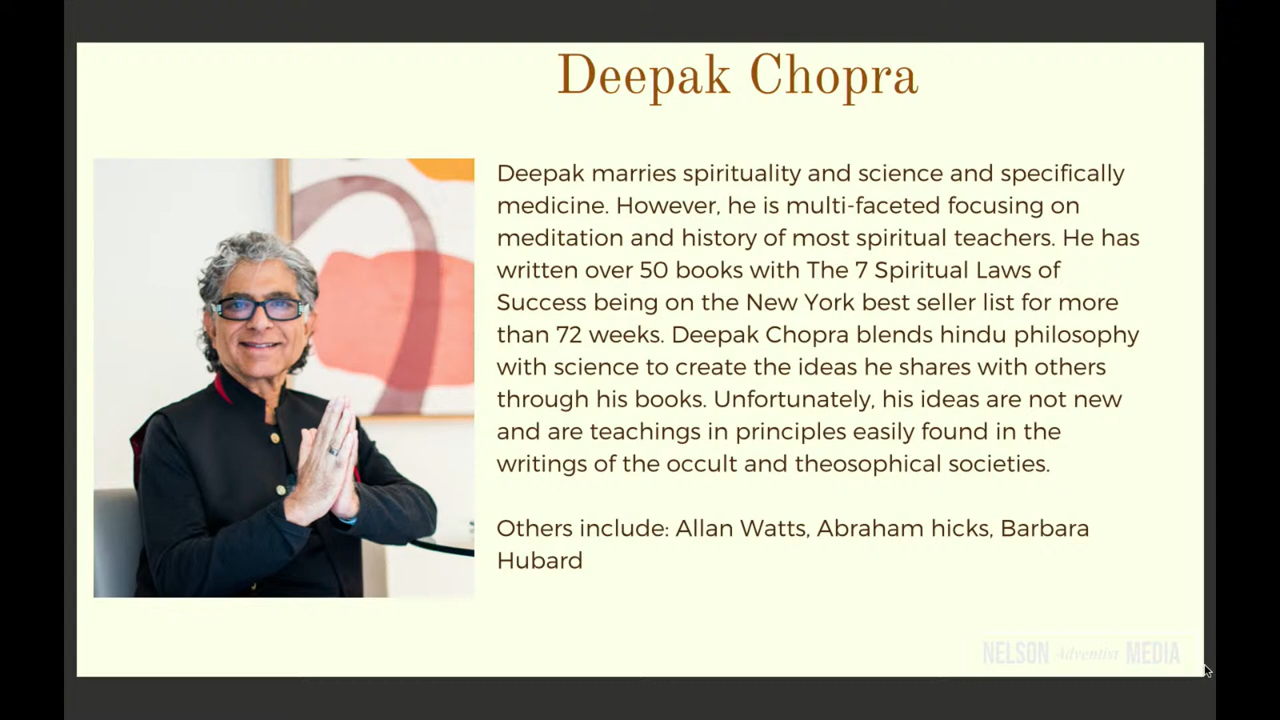 Deepak Chopra
Deepak marries spirituality and science and specifically
medicine. However, he is multi-faceted focusing on
meditation and history of most spiritual teachers. He has
written over 50 books with The 7 Spiritual Laws of
Success being on the New York best seller list for more
than 72 weeks. Deepak Chopra blends hindu philosophy
with science to create the ideas he shares with others
through his books. Unfortunately, his ideas are not new
and are teachings in principles easily found in the
writings of the occult and theosophical societies.
Others include: Allan Watts, Abraham hicks, Barbara
Hubard
NELSON Adventist MEDIA